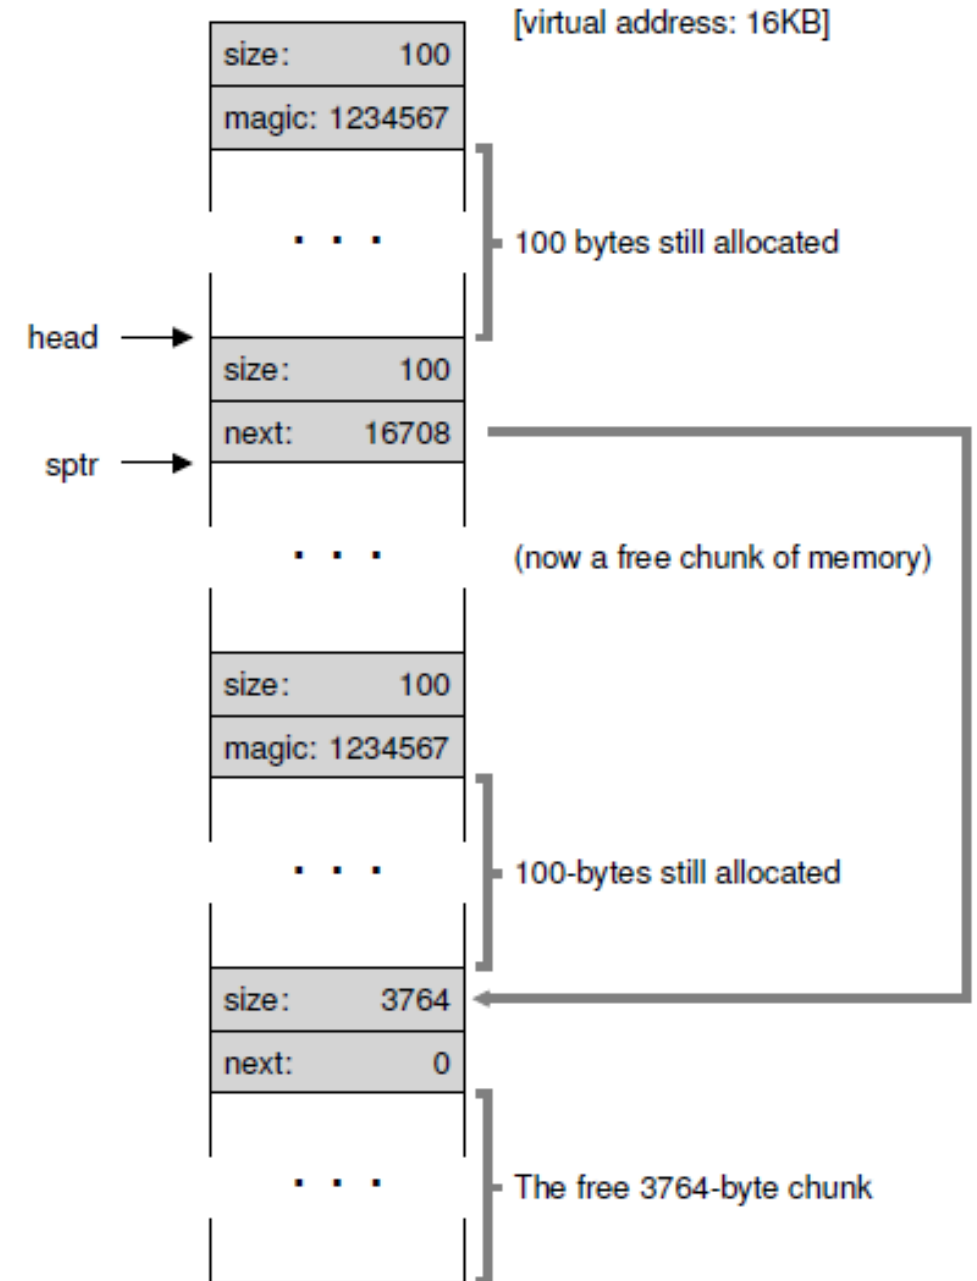 [virtual address: 16KB]
size: 100
magic: 1234567
. . .
100 bytes still allocated
head
size: 100
next: 16708
sptr
. . .
(now a free chunk of memory)
size: 100
magic: 1234567
. . .
100-bytes still allocated
size: 3764
next: 0
. . .
The free 3764-byte chunk